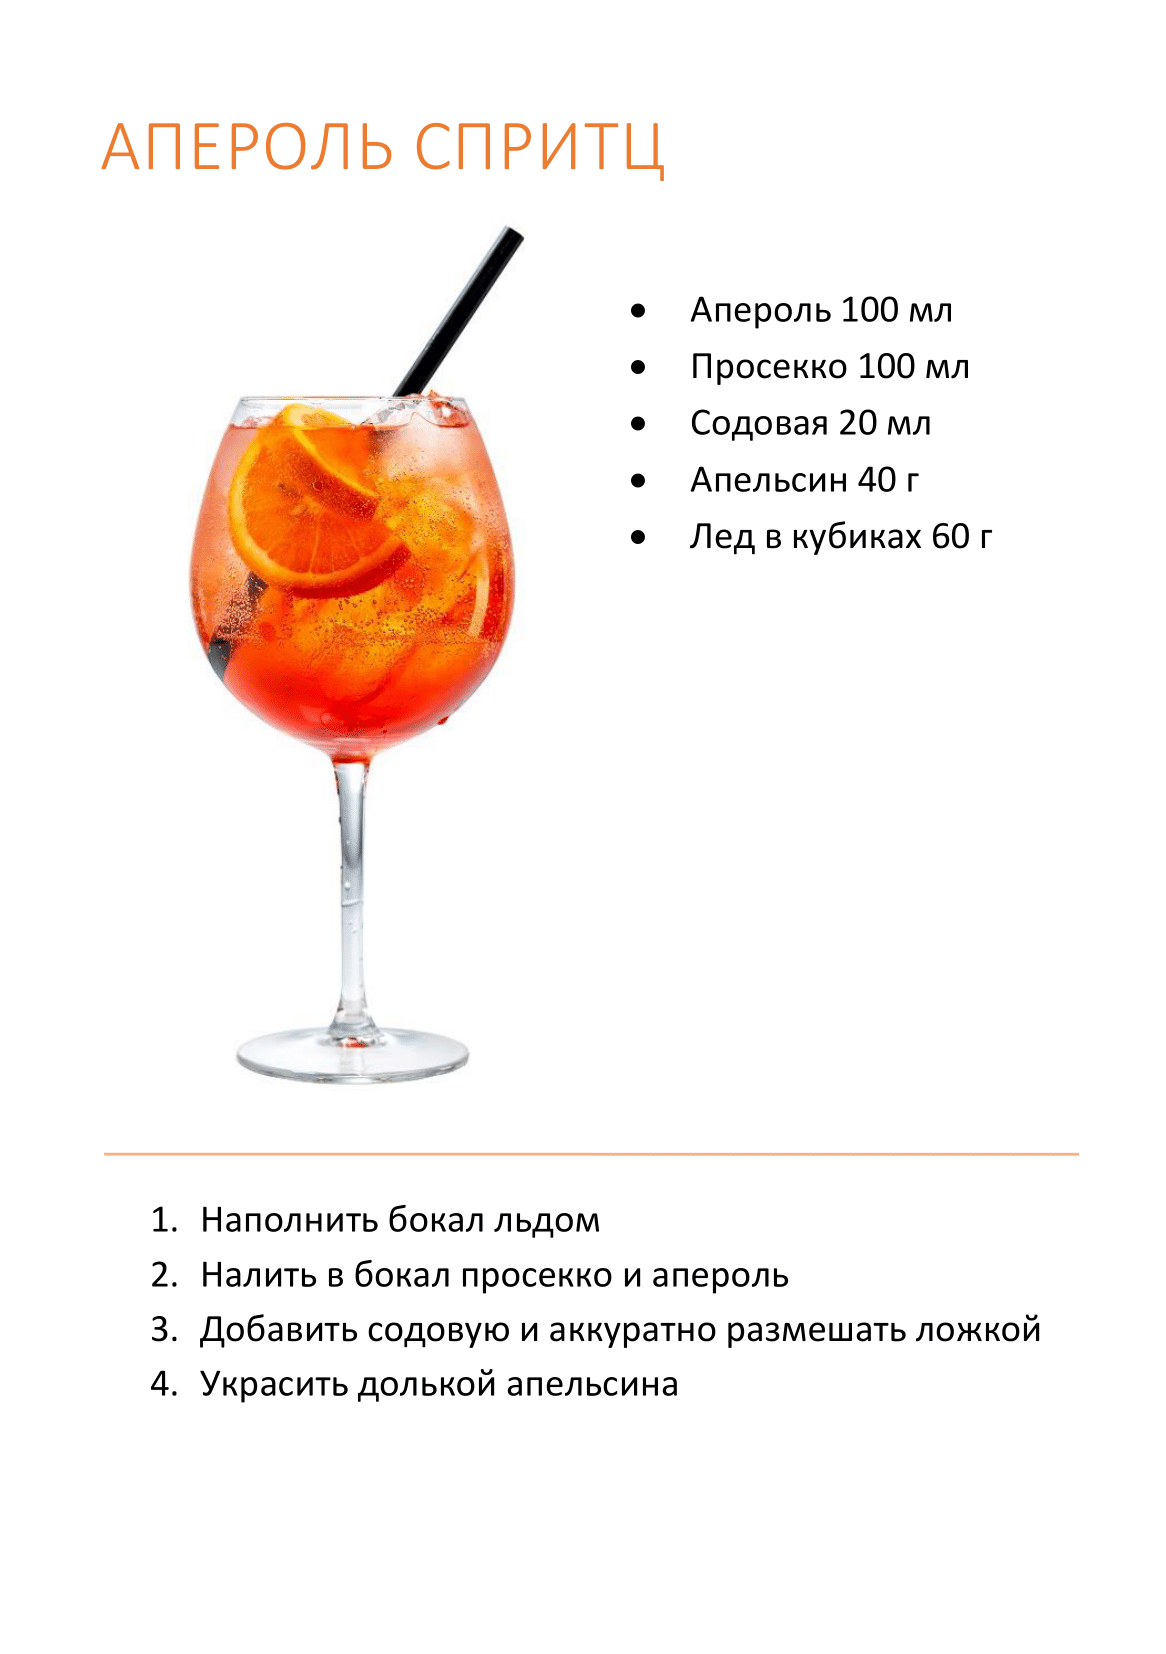 АПЕРОЛЬ СПРИТЦ
• Апероль 100 мл
• Просекко 100 мл
• Содовая 20 мл
• Апельсин 40 г
• Лед в кубиках 60 г
1. Наполнить бокал льдом
2. Налить в бокал просекко и апероль
3. Добавить содовую и аккуратно размешать ложкой
4. Украсить долькой апельсина